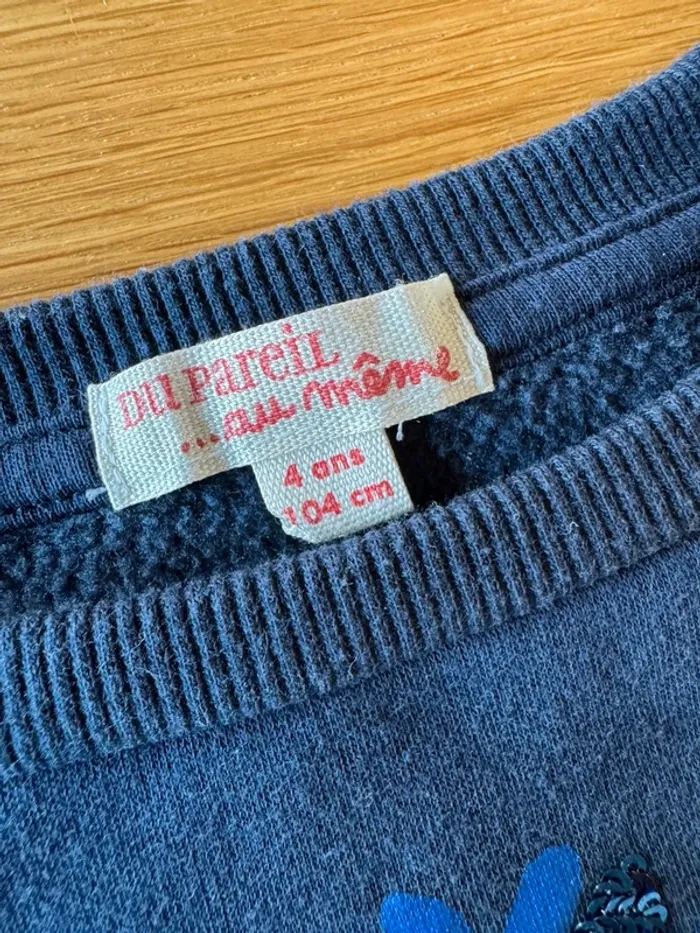 Du Pareil
...au même
4 ans
104 cm